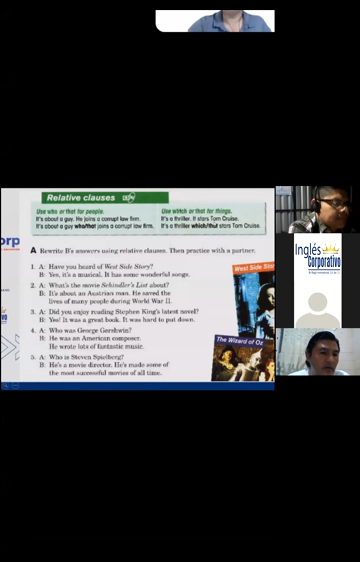 Relative clauses
Use who or that for people.
It's about a guy. He joins a corrupt law firm.
It's about a guy who/that joins a corrupt law firm.
Use which or that for things.
It's a thriller. It stars Tom Cruise.
It's a thriller which/that stars Tom Cruise.
A Rewrite B's answers using relative clauses. Then practice with a partner.
1. A: Have you heard of West Side Story?
B: Yes, it's a musical. It has some wonderful songs.
2. A: What's the movie Schindler's List about?
B: It's about an Austrian man. He saved the
lives of many people during World War II.
3. A: Did you enjoy reading Stephen King's latest novel?
B: Yes! It was a great book. It was hard to put down.
4. A: Who was George Gershwin?
B: He was an American composer.
He wrote lots of fantastic music.
5. A: Who is Steven Spielberg?
B: He's a movie director. He's made some of
the most successful movies of all time.
orp
vo
West Side Stor
The Wizard of Oz
Inglés
Corporativo